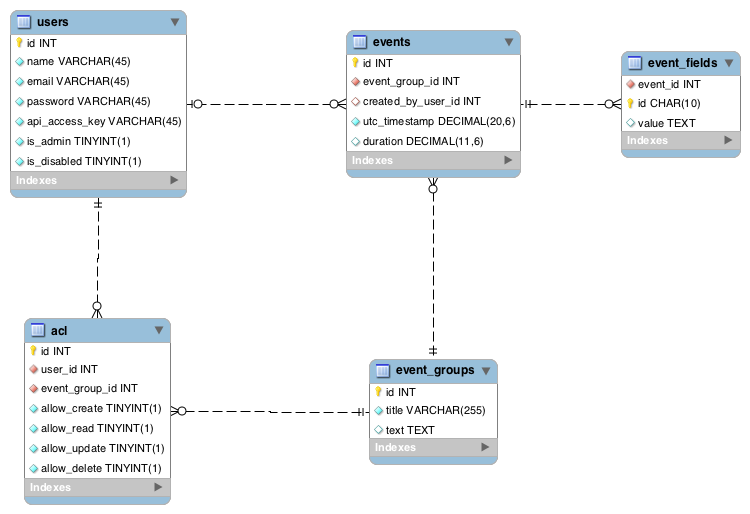 users
id INT
name VARCHAR(45)
email VARCHAR(45)
password VARCHAR(45)
api_access_key VARCHAR(45)
is_admin TINYINT(1)
is_disabled TINYINT(1)
Indexes
events
id INT
event_group_id INT
created_by_user_id INT
utc_timestamp DECIMAL(20,6)
duration DECIMAL(11,6)
Indexes
event_fields
event_id INT
id CHAR(10)
value TEXT
Indexes
acl
id INT
user_id INT
event_group_id INT
allow_create TINYINT(1)
allow_read TINYINT(1)
allow_update TINYINT(1)
allow_delete TINYINT(1)
Indexes
event_groups
id INT
title VARCHAR(255)
text TEXT
Indexes